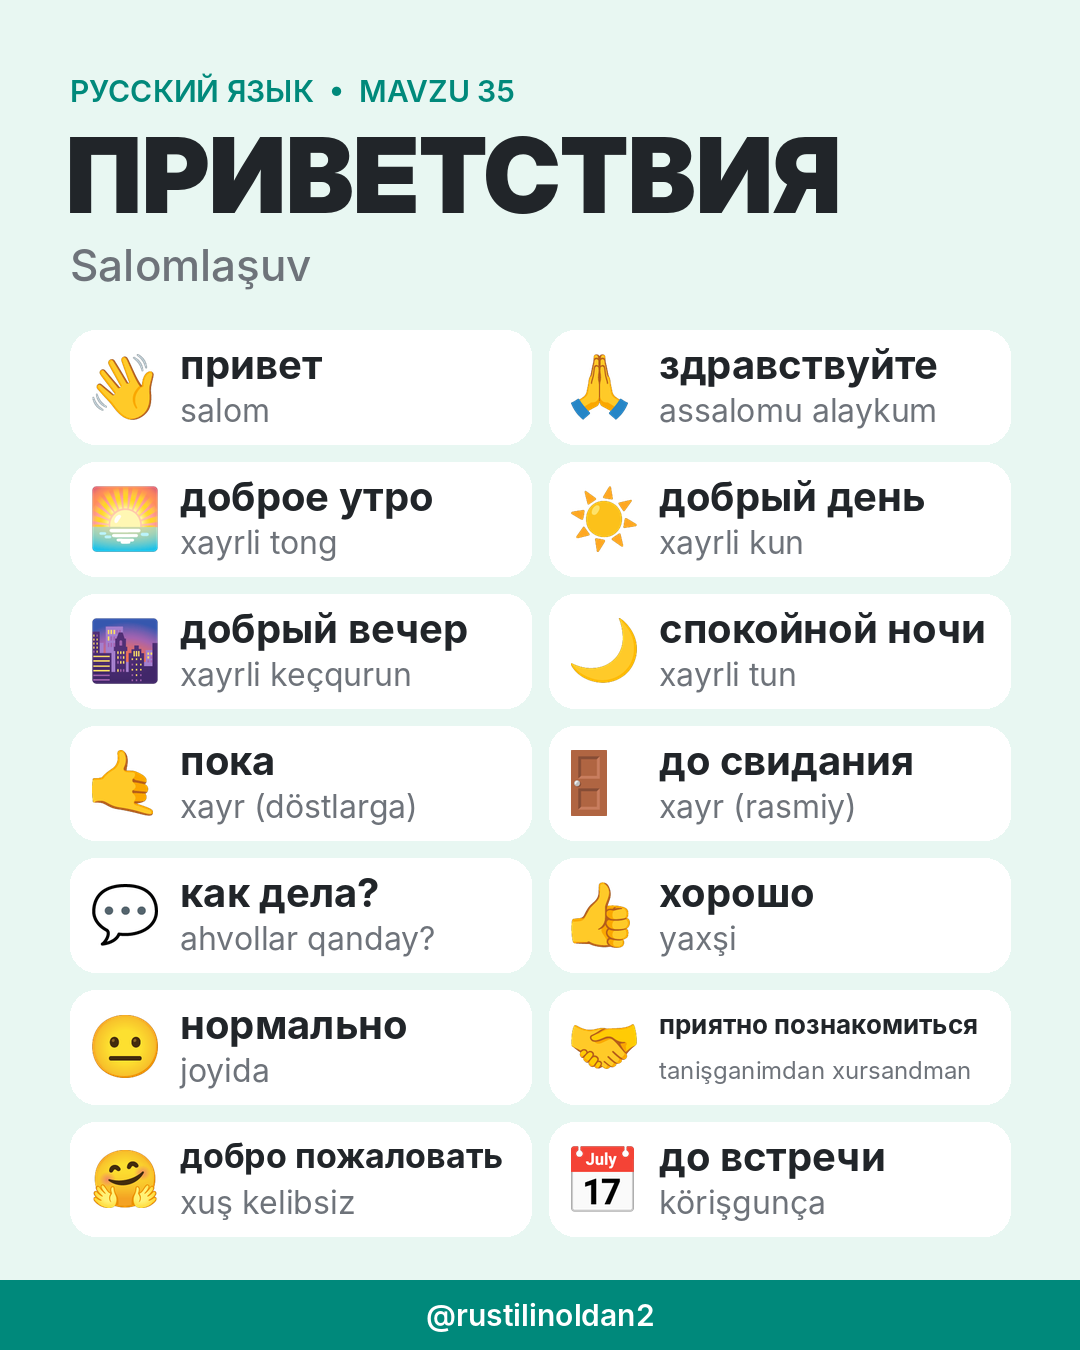 РУССКИЙ ЯЗЫК • MAVZU 35
ПРИВЕТСТВИЯ
Salomlaşuv
привет
salom
здравствуйте
assalomu alaykum
доброе утро
xayrli tong
добрый день
xayrli kun
добрый вечер
xayrli keçqurun
спокойной ночи
xayrli tun
пока
xayr (döstlarga)
до свидания
xayr (rasmiy)
как дела?
ahvollar qanday?
хорошо
yaxşi
нормально
joyida
приятно познакомиться
tanişganimdan xursandman
добро пожаловать
xuş kelibsiz
July
17
до встречи
körişgunça
@rustilinoldan2